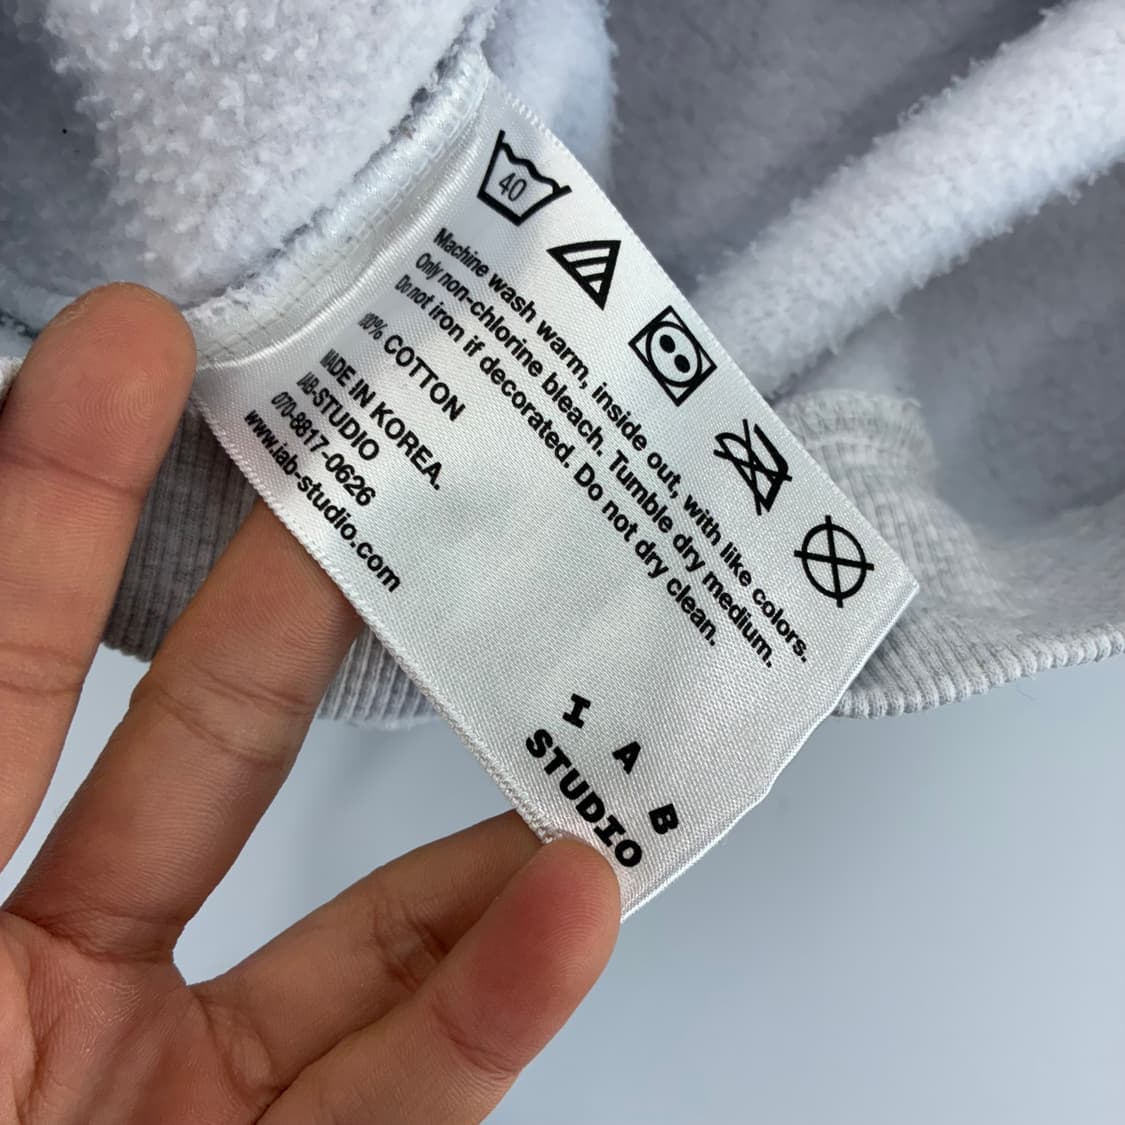 40
Machine wash warm, inside out, with like colors.
Only non-chlorine bleach. Tumble dry medium.
Do not iron if decorated. Do not dry clean.
100% COTTON
MADE IN KOREA.
IAB-STUDIO
070-8817-0626
www.iab-studio.com
I A B
STUDIO